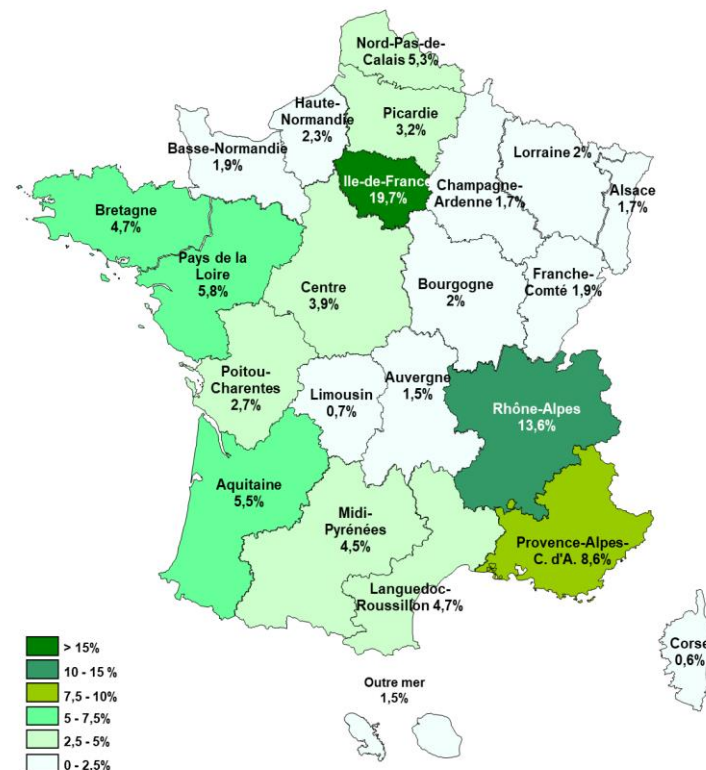 Nord-Pas-de-
Calais 5,3%
Haute-
Normandie
2,3%
Picardie
3,2%
Basse-Normandie
1,9%
Lorraine 2%
Ile-de-France
19,7%
Champagne-
Ardenne 1,7%
Alsace
1,7%
Bretagne
4,7%
Pays de la
Loire
5,8%
Centre
3,9%
Bourgogne
2%
Franche-
Comté 1,9%
Poitou-
Charentes
2,7%
Limousin
0,7%
Auvergne
1,5%
Rhône-Alpes
13,6%
Aquitaine
5,5%
Midi-
Pyrénées
4,5%
Provence-Alpes-
C. d'A. 8,6%
Languedoc-
Roussillon 4,7%
Corse
0,6%
Outre mer
1,5%
> 15%
10 - 15 %
7,5 - 10%
5 - 7,5%
2,5 - 5%
0 - 2,5%